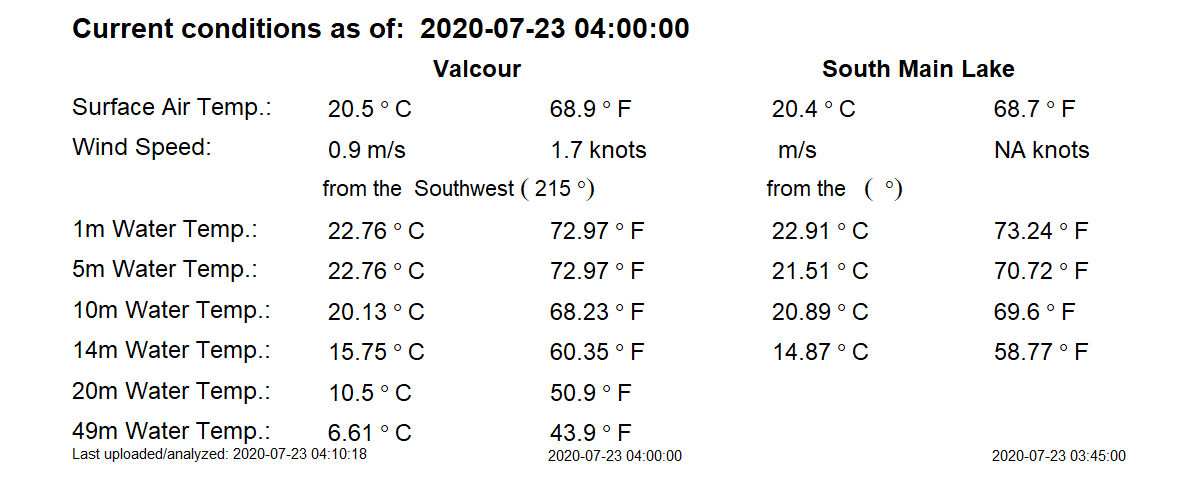 Current conditions as of: 2020-07-23 04:00:00
Valcour South Main Lake
Surface Air Temp.: 20.5 ° C 68.9 ° F 20.4 ° C 68.7 ° F
Wind Speed: 0.9 m/s 1.7 knots m/s NA knots
from the Southwest ( 215 °) from the ( °)
1m Water Temp.: 22.76 ° C 72.97 ° F 22.91 ° C 73.24 ° F
5m Water Temp.: 22.76 ° C 72.97 ° F 21.51 ° C 70.72 ° F
10m Water Temp.: 20.13 ° C 68.23 ° F 20.89 ° C 69.6 ° F
14m Water Temp.: 15.75 ° C 60.35 ° F 14.87 ° C 58.77 ° F
20m Water Temp.: 10.5 ° C 50.9 ° F
49m Water Temp.: 6.61 ° C 43.9 ° F
Last uploaded/analyzed: 2020-07-23 04:10:18 2020-07-23 04:00:00 2020-07-23 03:45:00